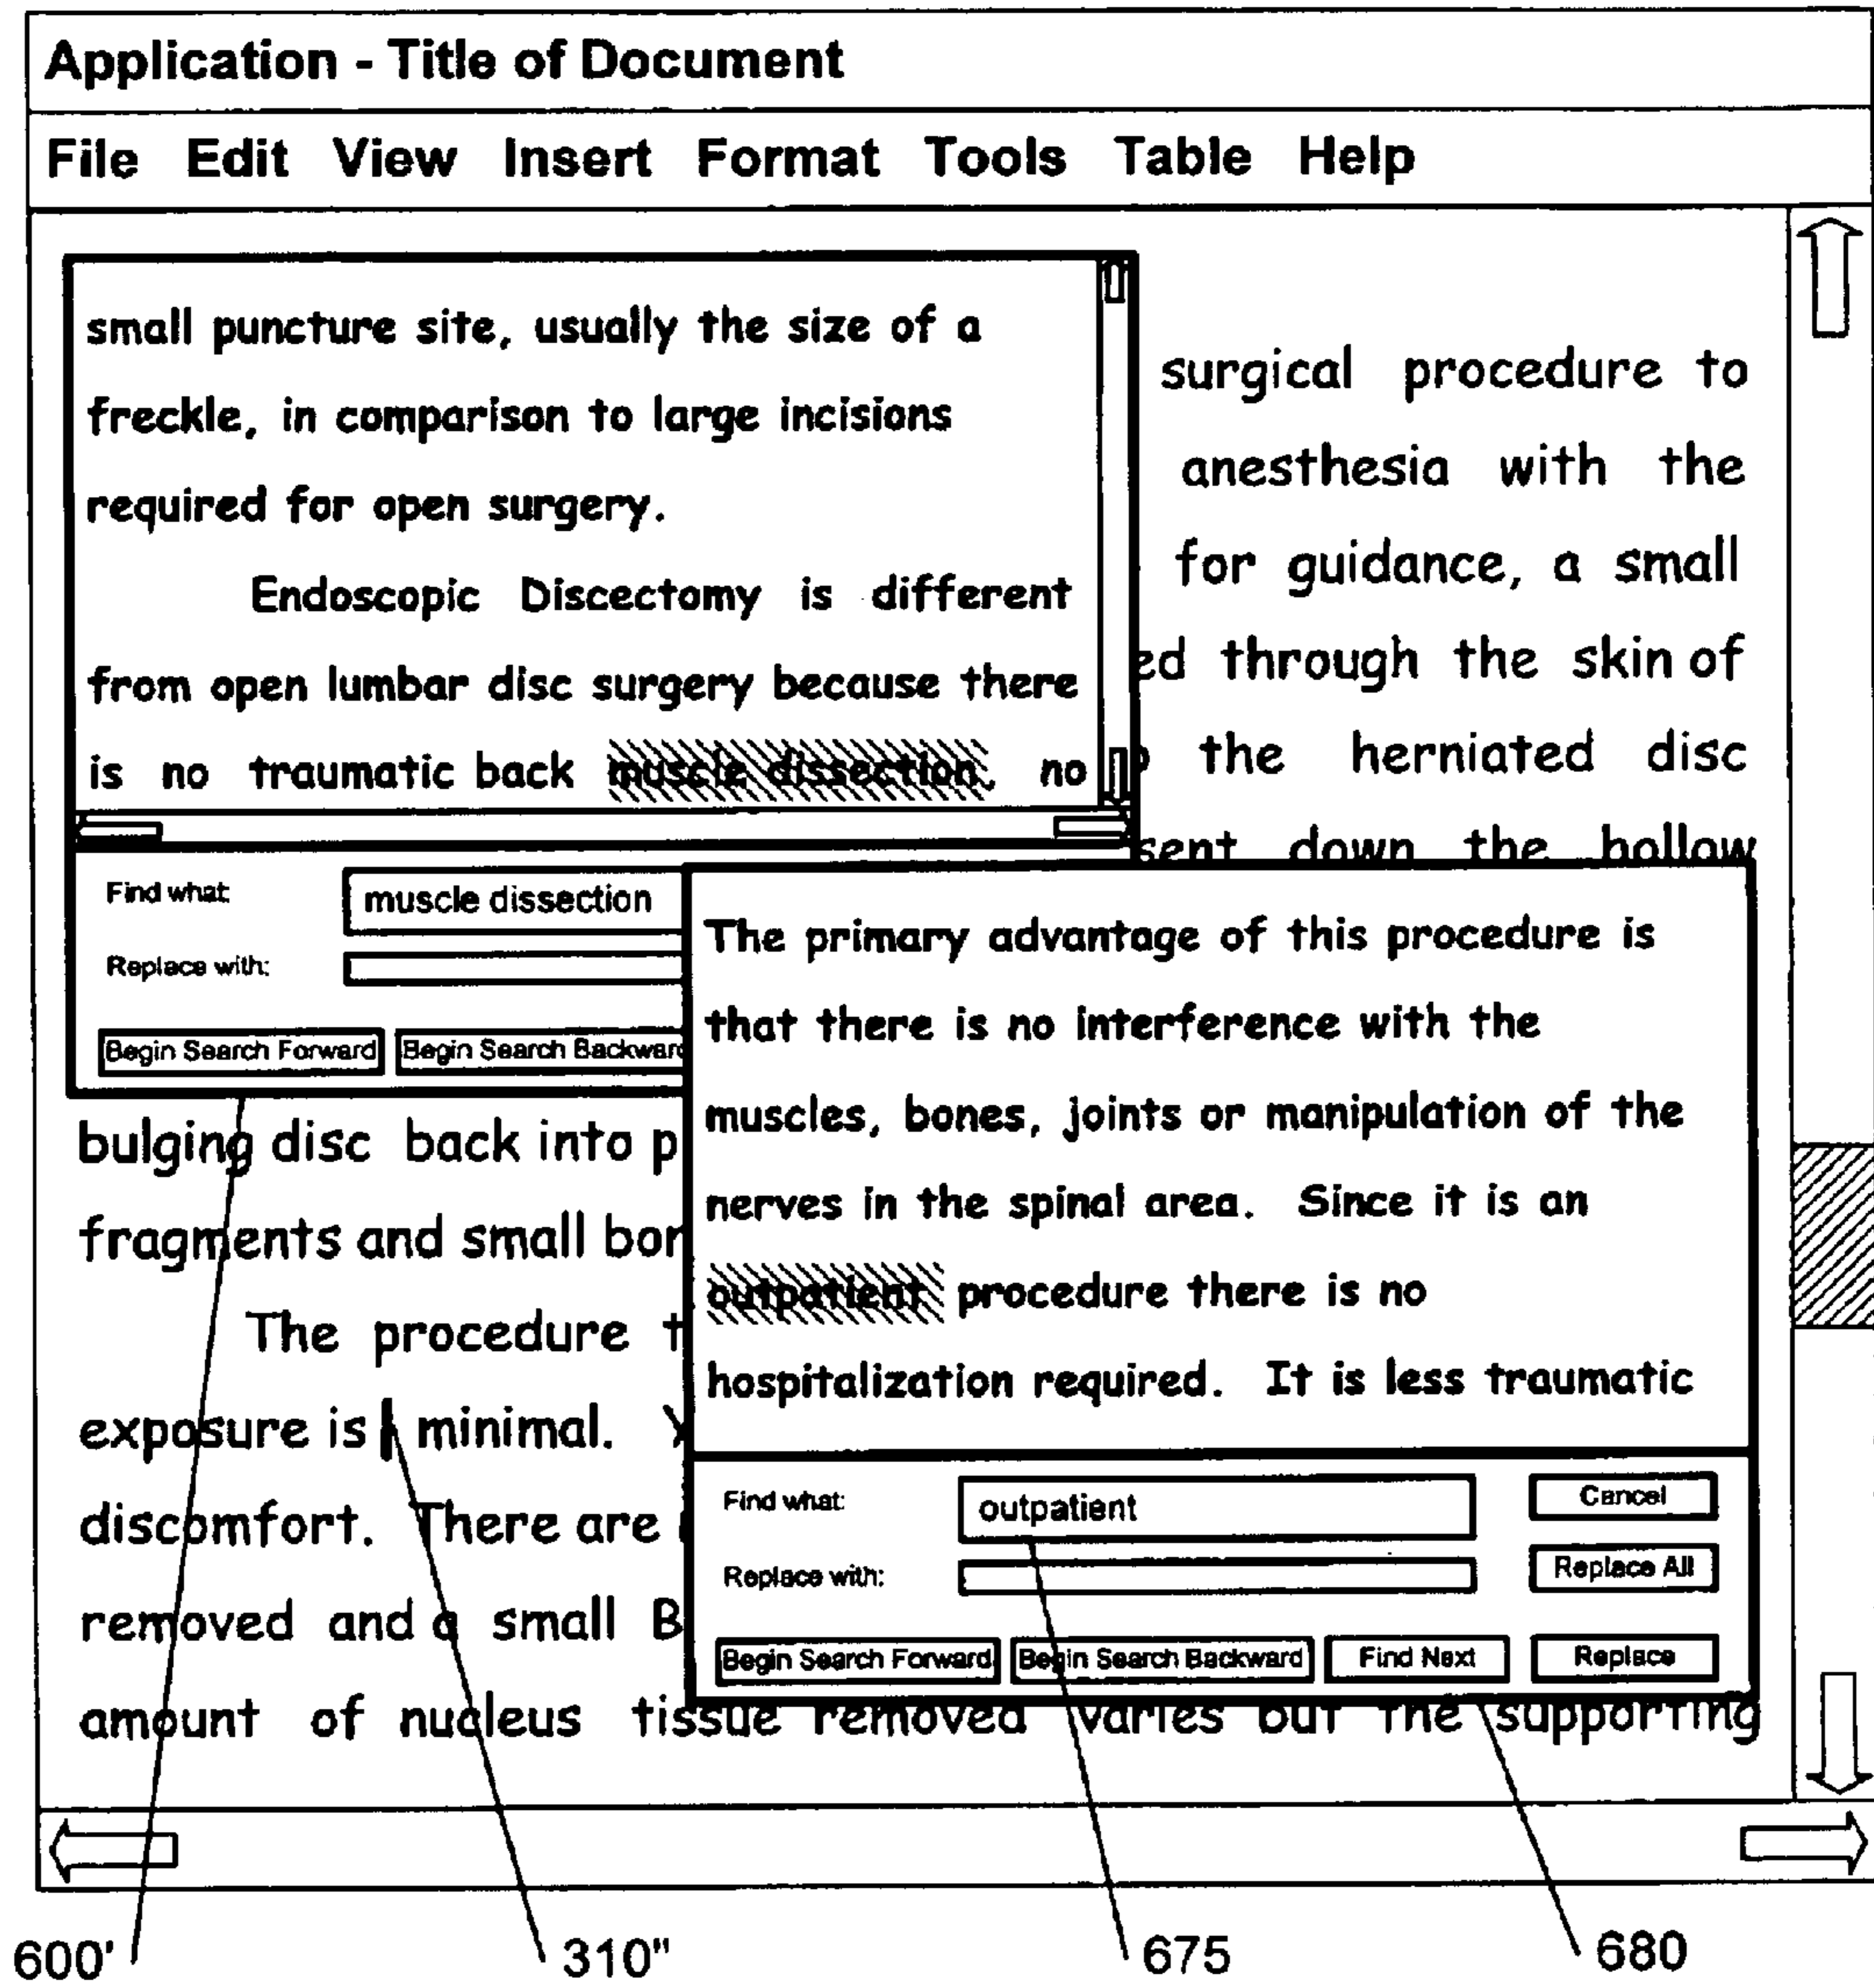 Application - Title of Document
File Edit View Insert Format Tools Table Help
small puncture site, usually the size of a
freckle, in comparison to large incisions
required for open surgery.
Endoscopic Discectomy is different
from open lumbar disc surgery because there
is no traumatic back muscle dissection, no
Find what:
muscle dissection
Replace with:
Begin Search Forward
Begin Search Backward
surgical procedure to
anesthesia with the
for guidance, a small
ed through the skin of
the herniated disc
sent down the hollow
The primary advantage of this procedure is
that there is no interference with the
muscles, bones, joints or manipulation of the
nerves in the spinal area. Since it is an
outpatient procedure there is no
hospitalization required. It is less traumatic
Find what:
outpatient
Cancel
Replace with:
Replace All
Begin Search Forward
Begin Search Backward
Find Next
Replace
bulging disc back into p
fragments and small bon
The procedure t
exposure is minimal. Y
discomfort. There are
removed and a small B
amount of nucleus tissue removed varies but the supporting
600'
310"
675
680